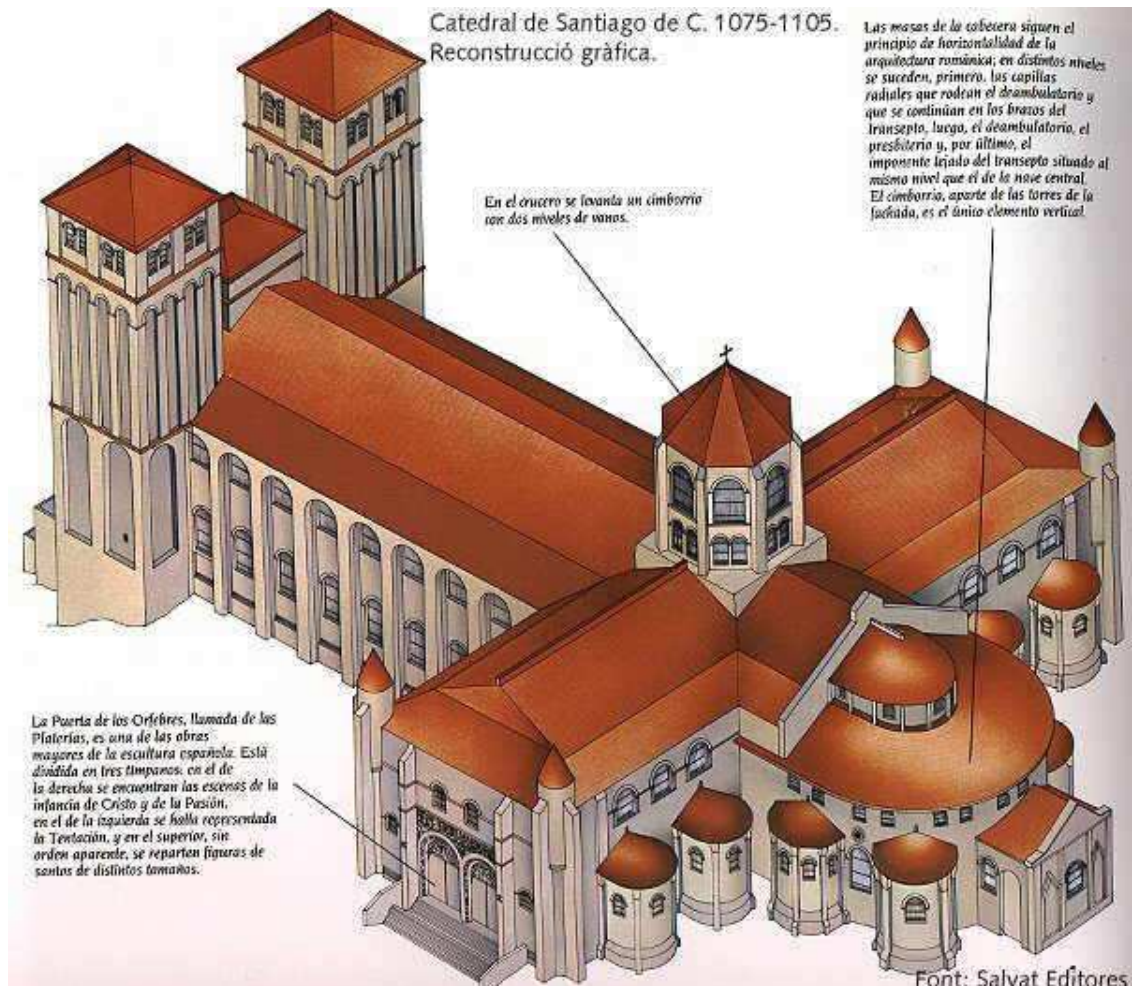 Catedral de Santiago de C. 1075-1105.
Reconstrucció gràfica.
Las masas de la cabecera siguen el
principio de horizontalidad de la
arquitectura románica; en distintos niveles
se suceden, primero, las capillas
radiales que rodean el deambulatorio y
que se continúan en los brazos del
transepto, luego, el deambulatorio, el
presbiterio y, por último, el
imponente tejado del transepto situado al
mismo nivel que el de la nave central.
El cimborrio, aparte de las torres de la
fachada, es el único elemento vertical.
En el crucero se levanta un cimborrio
con dos niveles de vanos.
La Puerta de los Orfebres, llamada de las
Platerías, es una de las obras
mayores de la escultura española. Está
dividida en tres tímpanos: en el de
la derecha se encuentran las escenas de la
infancia de Cristo y de la Pasión,
en el de la izquierda se halla representada
la Tentación, y en el superior, sin
orden aparente, se reparten figuras de
santos de distintos tamaños.
Font: Salvat Editores